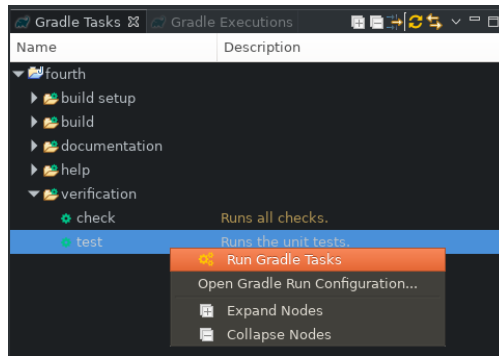 Gradle Tasks Gradle Executions
Name Description
fourth
build setup
build
documentation
help
verification
check Runs all checks.
test Runs the unit tests.
Run Gradle Tasks
Open Gradle Run Configuration...
Expand Nodes
Collapse Nodes